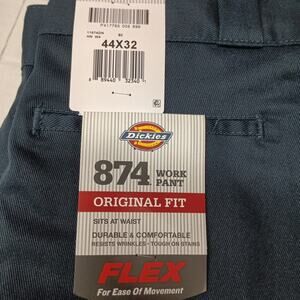 44X32
Dickies
874 WORK PANT
ORIGINAL FIT
SITS AT WAIST
DURABLE & COMFORTABLE
RESISTS WRINKLES • TOUGH ON STAINS
FLEX
For Ease Of Movement